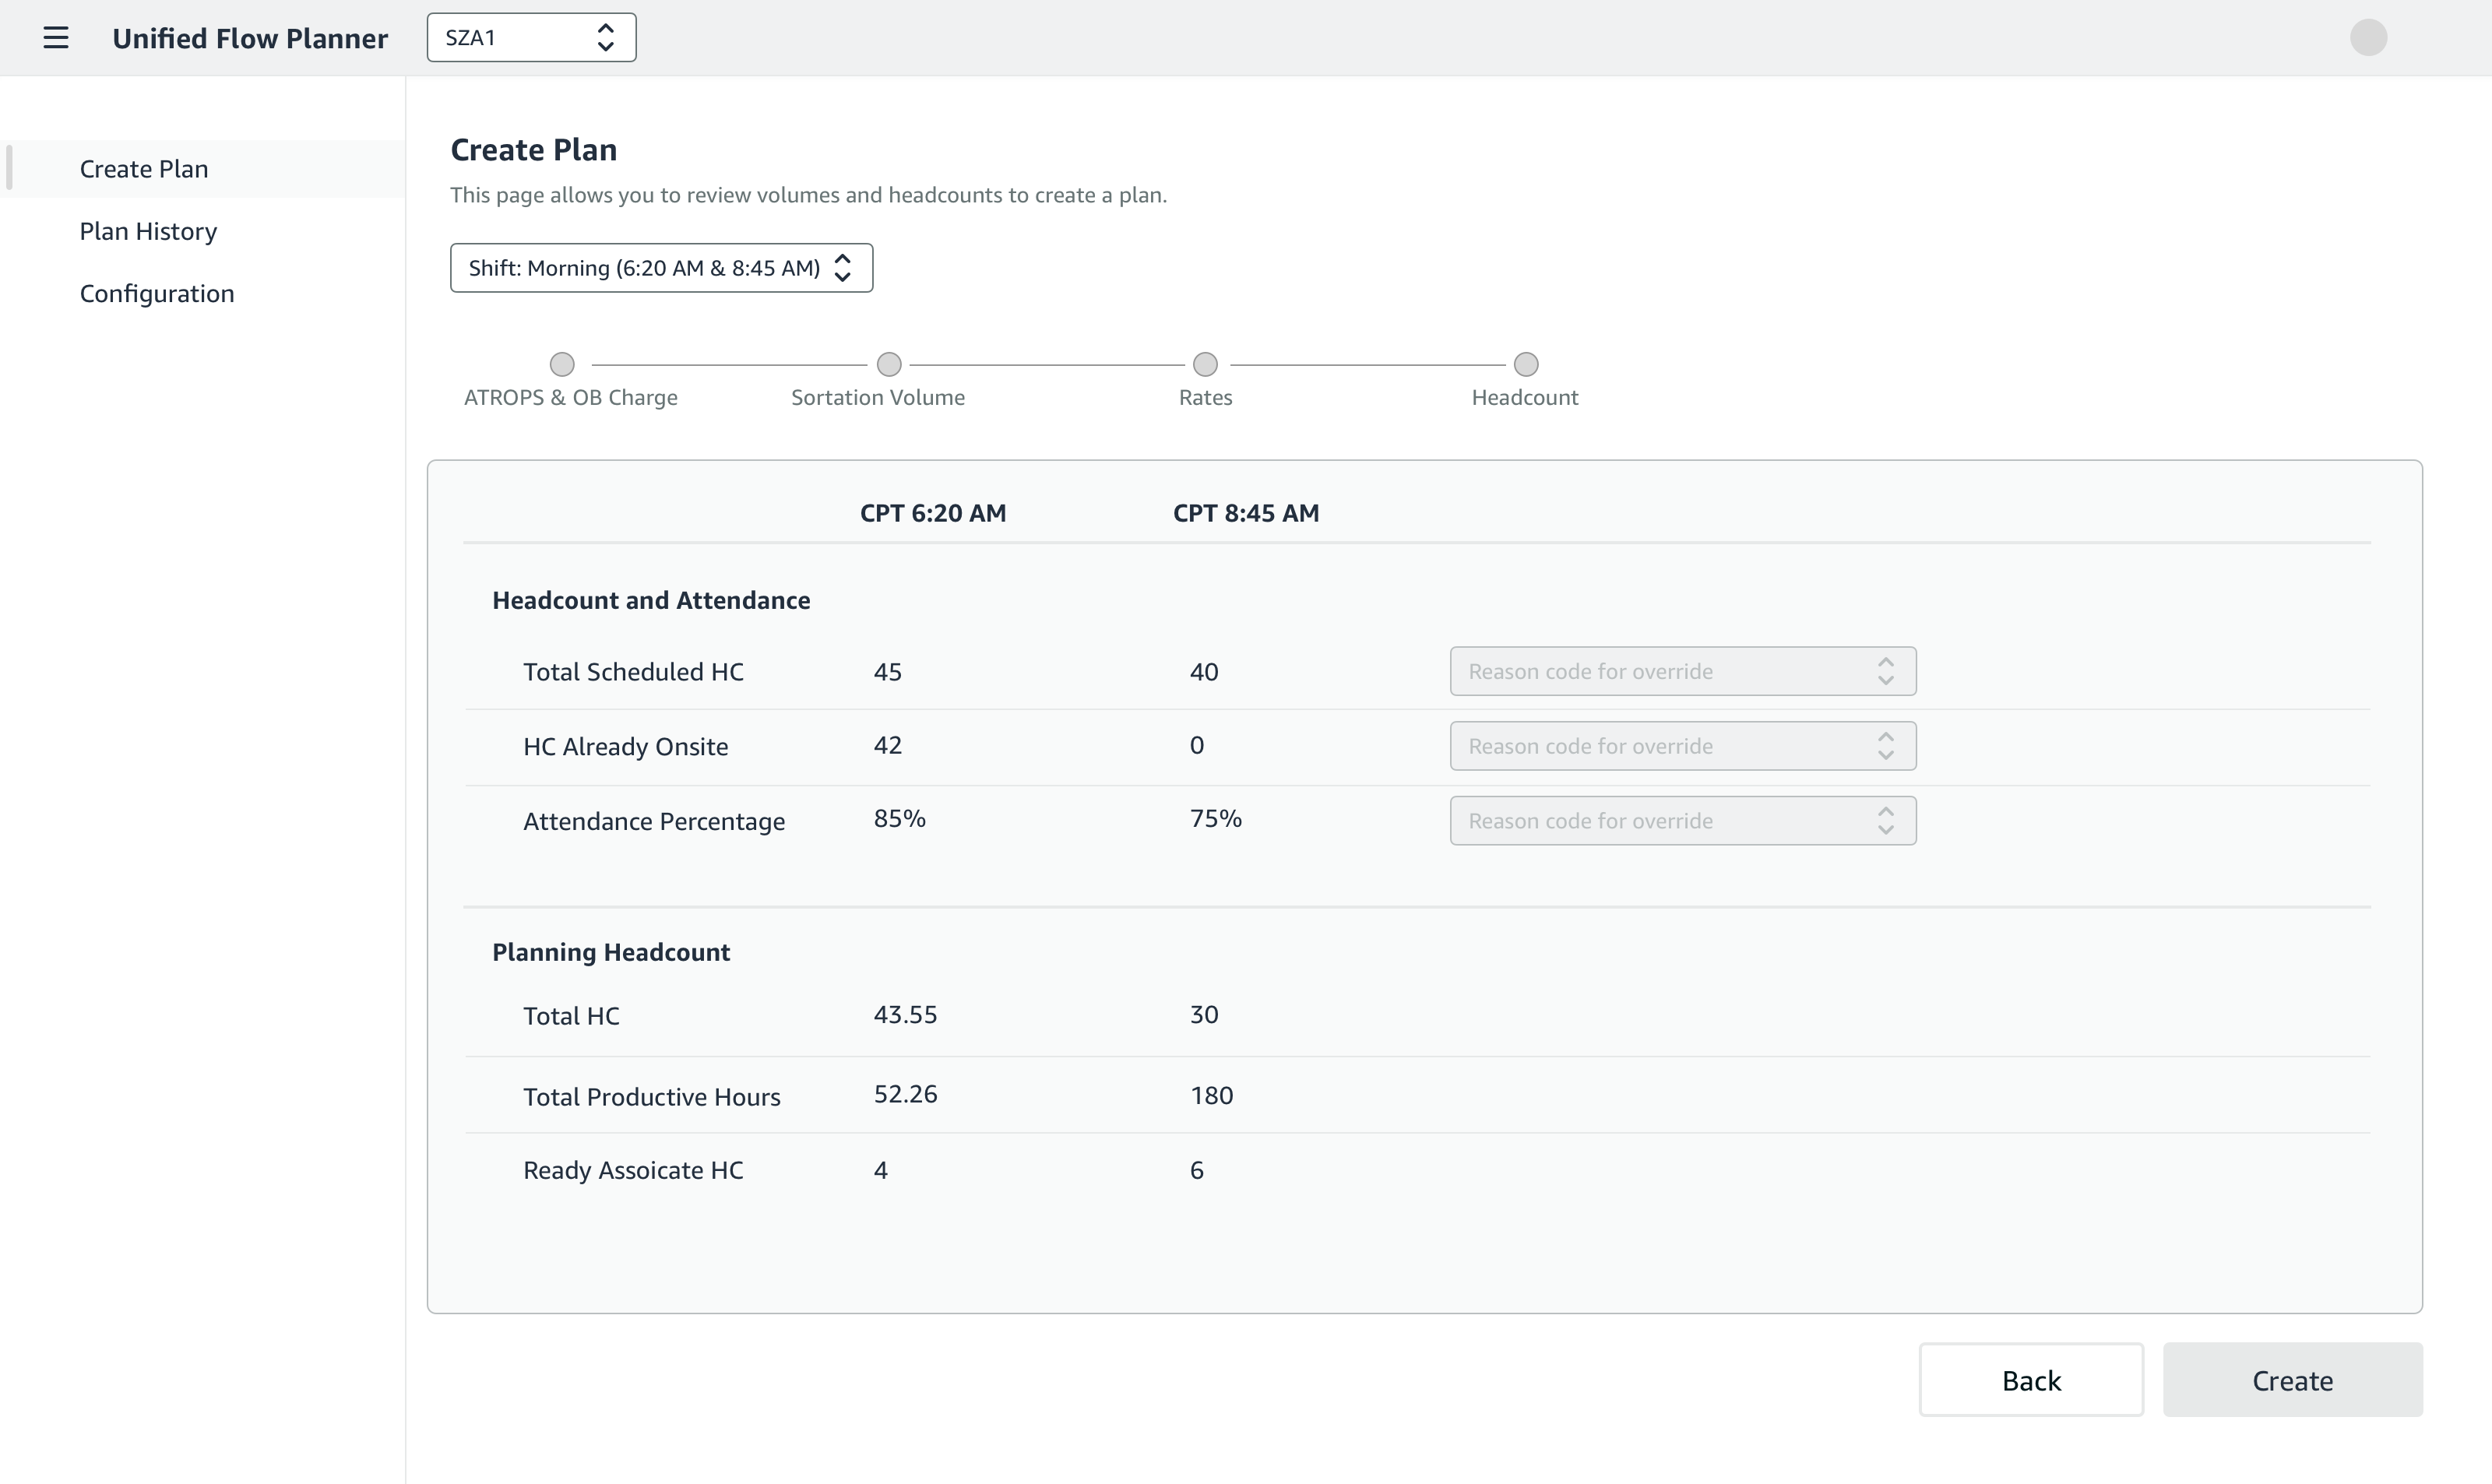 Unified Flow Planner
SZA1
Create Plan
Plan History
Configuration
Create Plan
This page allows you to review volumes and headcounts to create a plan.
Shift: Morning (6:20 AM & 8:45 AM)
ATROPS & OB Charge
Sortation Volume
Rates
Headcount
CPT 6:20 AM
CPT 8:45 AM
Headcount and Attendance
Total Scheduled HC 45 40 Reason code for override
HC Already Onsite 42 0 Reason code for override
Attendance Percentage 85% 75% Reason code for override
Planning Headcount
Total HC 43.55 30
Total Productive Hours 52.26 180
Ready Assoicate HC 4 6
Back
Create